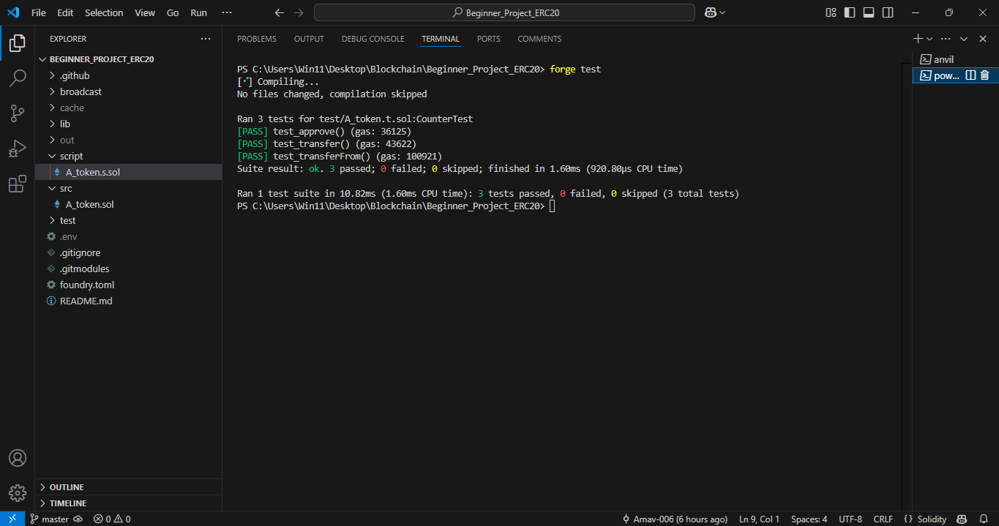 File Edit Selection View Go Run ··· Beginner_Project_ERC20
EXPLORER ···
BEGINNER_PROJECT_ERC20
.github
broadcast
cache
lib
out
script
A_token.s.sol
src
A_token.sol
test
.env
.gitignore
.gitmodules
foundry.toml
README.md
OUTLINE
TIMELINE
PROBLEMS OUTPUT DEBUG CONSOLE TERMINAL PORTS COMMENTS
PS C:\Users\Win11\Desktop\Blockchain\Beginner_Project_ERC20> forge test
[⠊] Compiling...
No files changed, compilation skipped
Ran 3 tests for test/A_token.t.sol:CounterTest
[PASS] test_approve() (gas: 36125)
[PASS] test_transfer() (gas: 43622)
[PASS] test_transferFrom() (gas: 100921)
Suite result: ok. 3 passed; 0 failed; 0 skipped; finished in 1.60ms (920.80µs CPU time)
Ran 1 test suite in 10.82ms (1.60ms CPU time): 3 tests passed, 0 failed, 0 skipped (3 total tests)
PS C:\Users\Win11\Desktop\Blockchain\Beginner_Project_ERC20>
anvil
pow...
master 0 0 Arnav-006 (6 hours ago) Ln 9, Col 1 Spaces: 4 UTF-8 CRLF {} Solidity